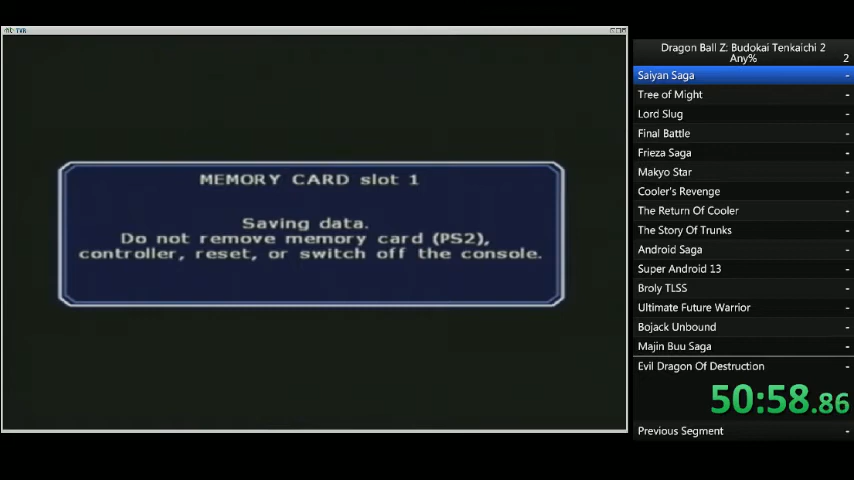 MEMORY CARD slot 1
Saving data.
Do not remove memory card (PS2),
controller, reset, or switch off the console.
Dragon Ball Z: Budokai Tenkaichi 2
Any% 2
Saiyan Saga -
Tree of Might -
Lord Slug -
Final Battle -
Frieza Saga -
Makyo Star -
Cooler's Revenge -
The Return Of Cooler -
The Story Of Trunks -
Android Saga -
Super Android 13 -
Broly TLSS -
Ultimate Future Warrior -
Bojack Unbound -
Majin Buu Saga -
Evil Dragon Of Destruction -
50:58.86
Previous Segment -